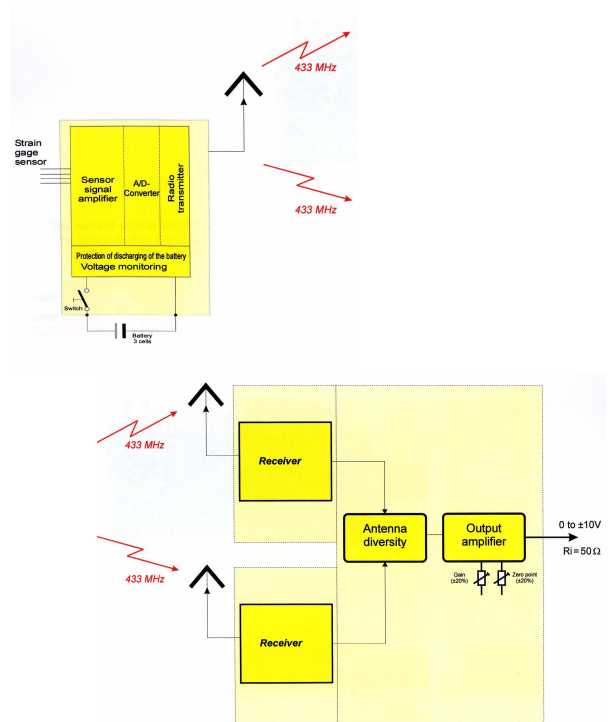 433 MHz
Strain
gage
sensor
Sensor
signal
amplifier
A/D-
Converter
Radio
transmitter
433 MHz
Protection of discharging of the battery
Voltage monitoring
Switch
Battery
3 cells
433 MHz
Receiver
Antenna
diversity
Output
amplifier
0 to ±10V
Ri = 50 Ω
Gain
(±20%)
Zero point
(±20%)
433 MHz
Receiver